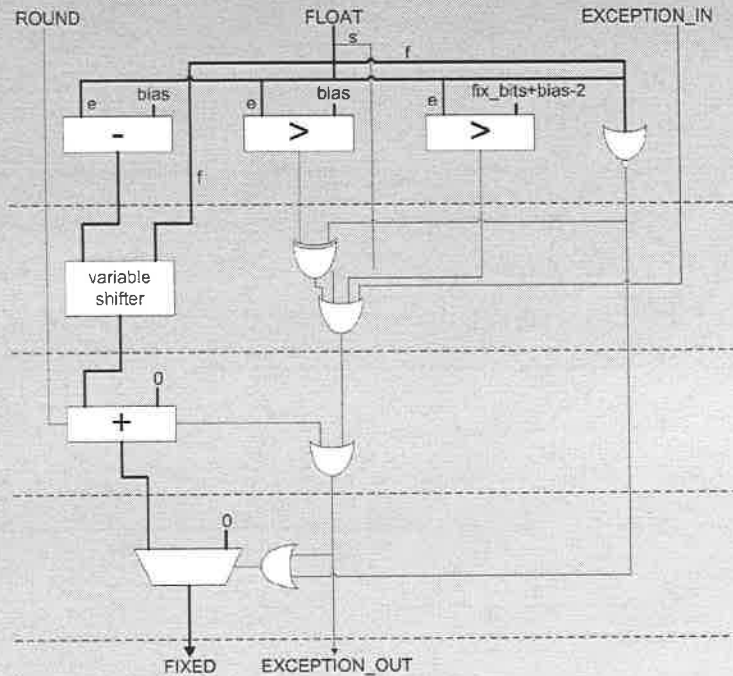 ROUND FLOAT EXCEPTION_IN
s
f
e bias e bias e fix_bits+bias-2
- > >
f
variable
shifter
0
+
0
FIXED EXCEPTION_OUT